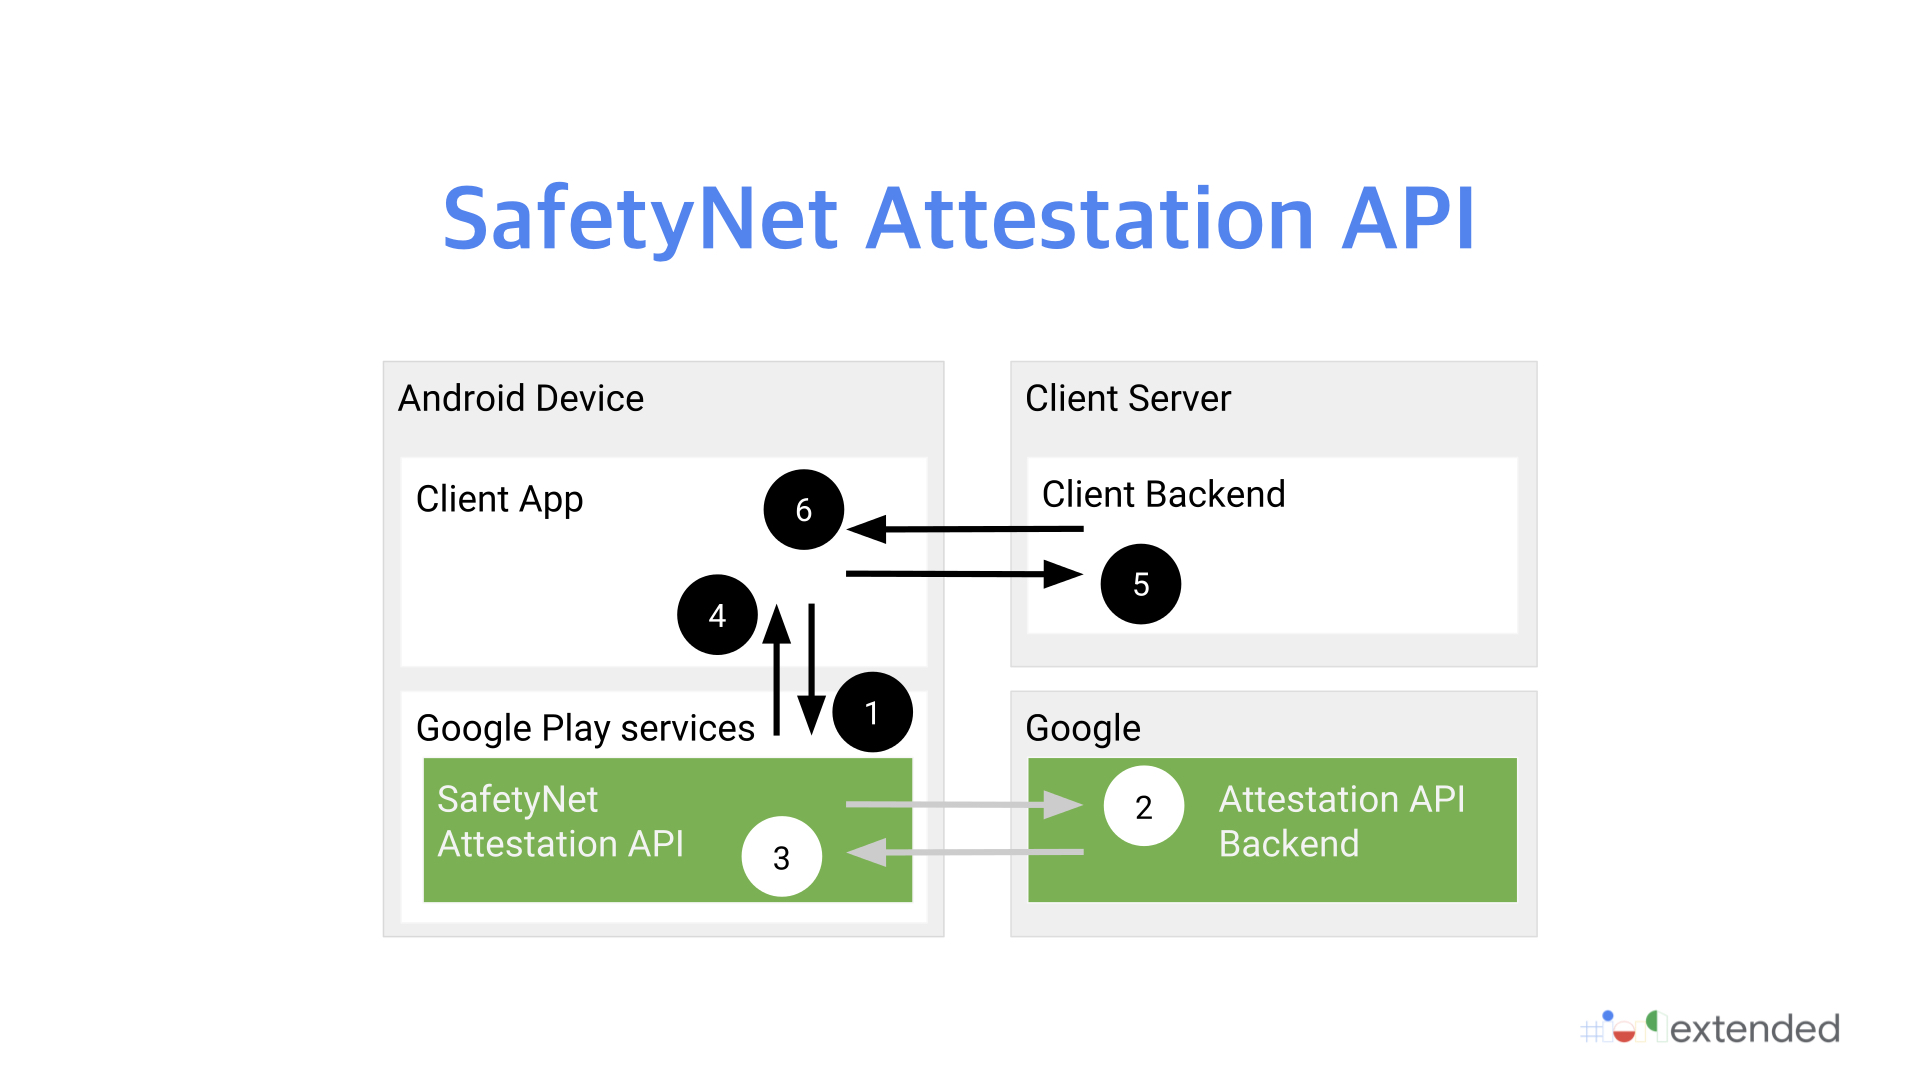 SafetyNet Attestation API
Android Device
Client App
6
4
1
Google Play services
SafetyNet
Attestation API
3
Client Server
Client Backend
5
Google
2
Attestation API
Backend
#io19extended